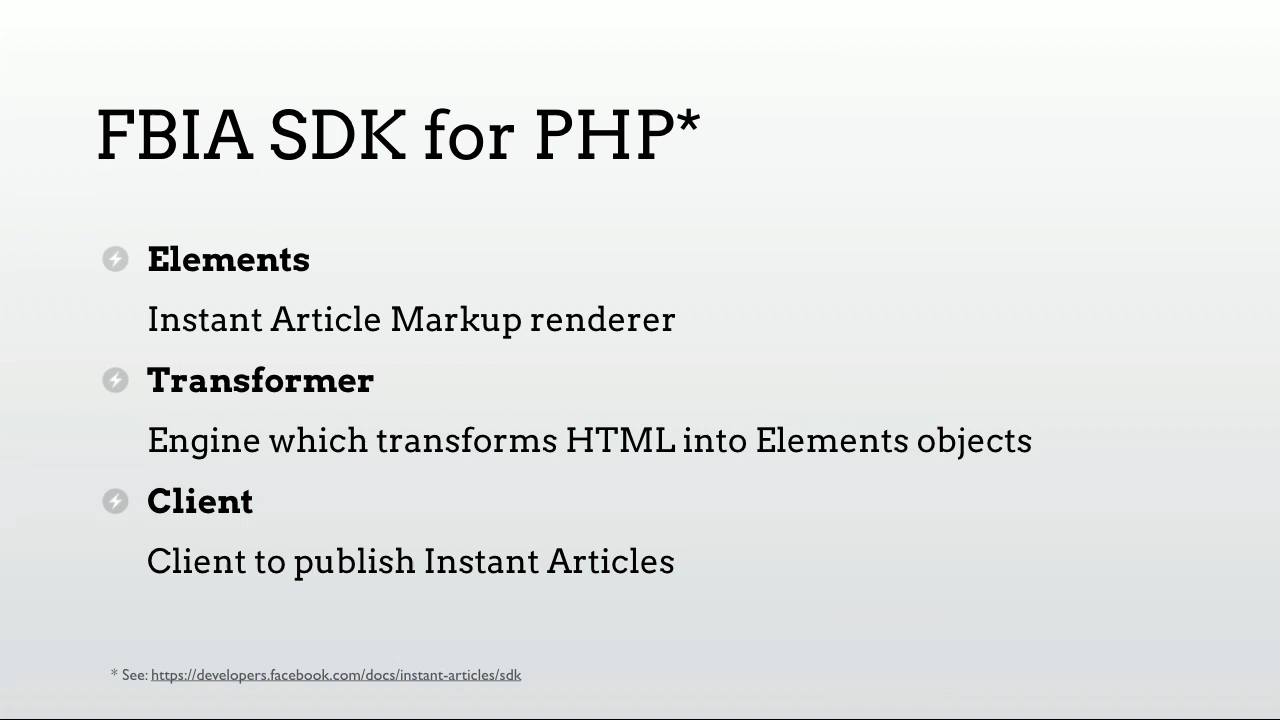 FBIA SDK for PHP*
Elements
Instant Article Markup renderer
Transformer
Engine which transforms HTML into Elements objects
Client
Client to publish Instant Articles
* See: https://developers.facebook.com/docs/instant-articles/sdk